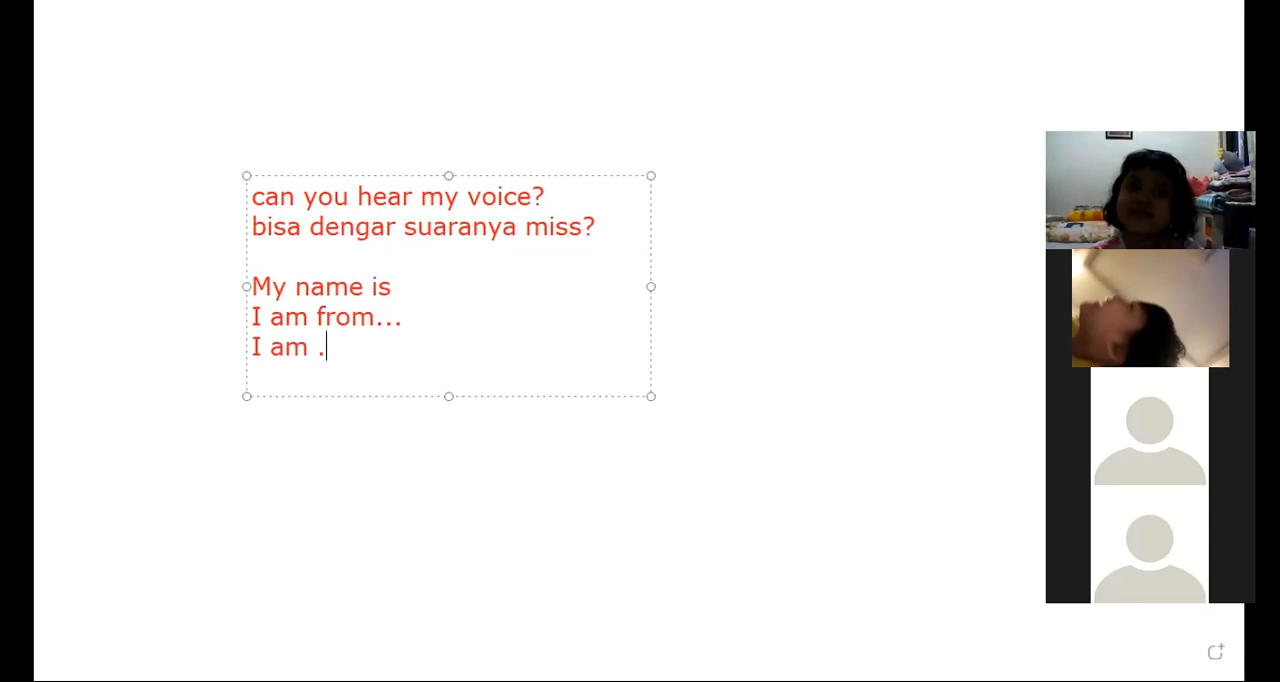 can you hear my voice?
bisa dengar suaranya miss?
My name is
I am from...
I am .